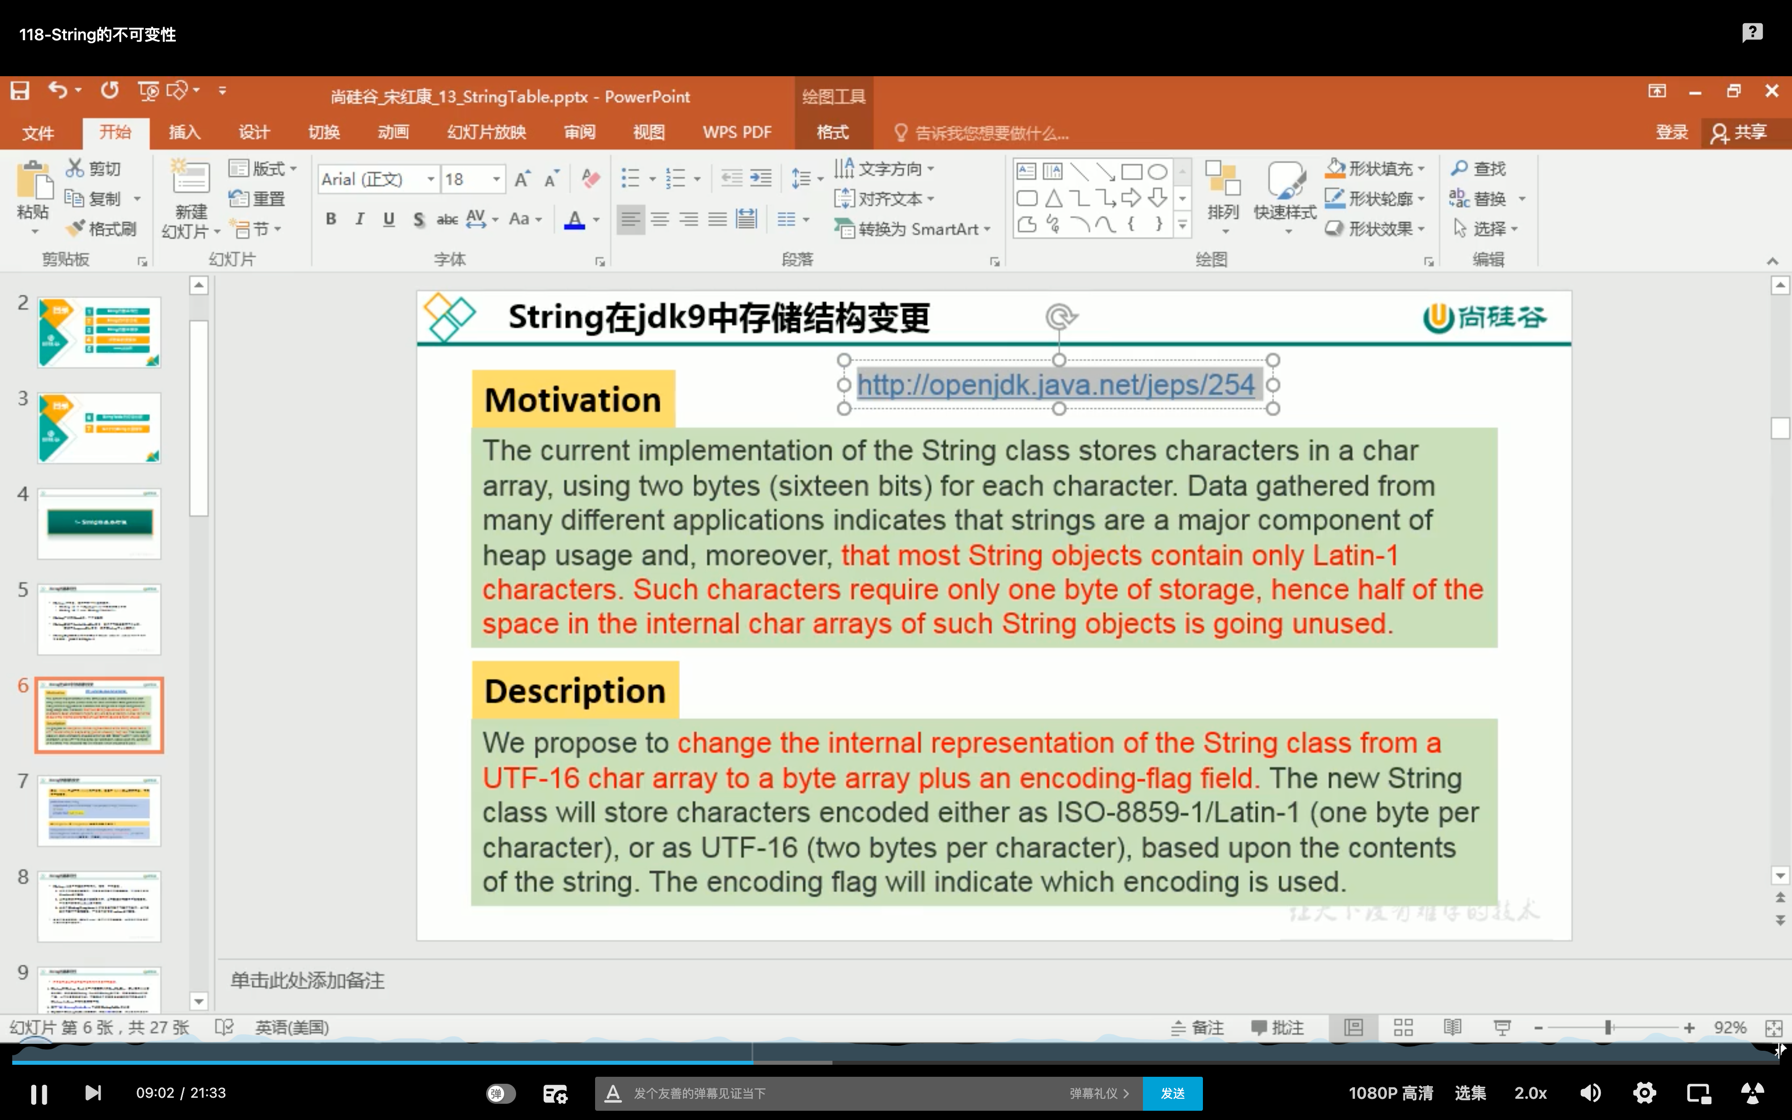 118-String的不可变性
尚硅谷_宋红康_13_StringTable.pptx - PowerPoint
绘图工具
文件 开始 插入 设计 切换 动画 幻灯片放映 审阅 视图 WPS PDF 格式 告诉我您想要做什么... 登录 共享
粘贴
剪切
复制
格式刷
剪贴板
新建
幻灯片
版式
重置
节
幻灯片
Arial (正文) 18
B I U S abc AV Aa A
字体
文字方向
对齐文本
转换为 SmartArt
段落
排列
快速样式
形状填充
形状轮廓
形状效果
绘图
查找
替换
选择
编辑
2
3
4
5
6
7
8
9
String在jdk9中存储结构变更
尚硅谷
http://openjdk.java.net/jeps/254
Motivation
The current implementation of the String class stores characters in a char
array, using two bytes (sixteen bits) for each character. Data gathered from
many different applications indicates that strings are a major component of
heap usage and, moreover, that most String objects contain only Latin-1
characters. Such characters require only one byte of storage, hence half of the
space in the internal char arrays of such String objects is going unused.
Description
We propose to change the internal representation of the String class from a
UTF-16 char array to a byte array plus an encoding-flag field. The new String
class will store characters encoded either as ISO-8859-1/Latin-1 (one byte per
character), or as UTF-16 (two bytes per character), based upon the contents
of the string. The encoding flag will indicate which encoding is used.
单击此处添加备注
幻灯片 第 6 张，共 27 张 英语(美国) 备注 批注 92%
09:02 / 21:33 弹 发个友善的弹幕见证当下 弹幕礼仪 发送 1080P 高清 选集 2.0x